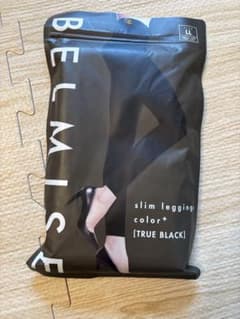 BELMISE
LL
slim legging
color+
[TRUE BLACK]